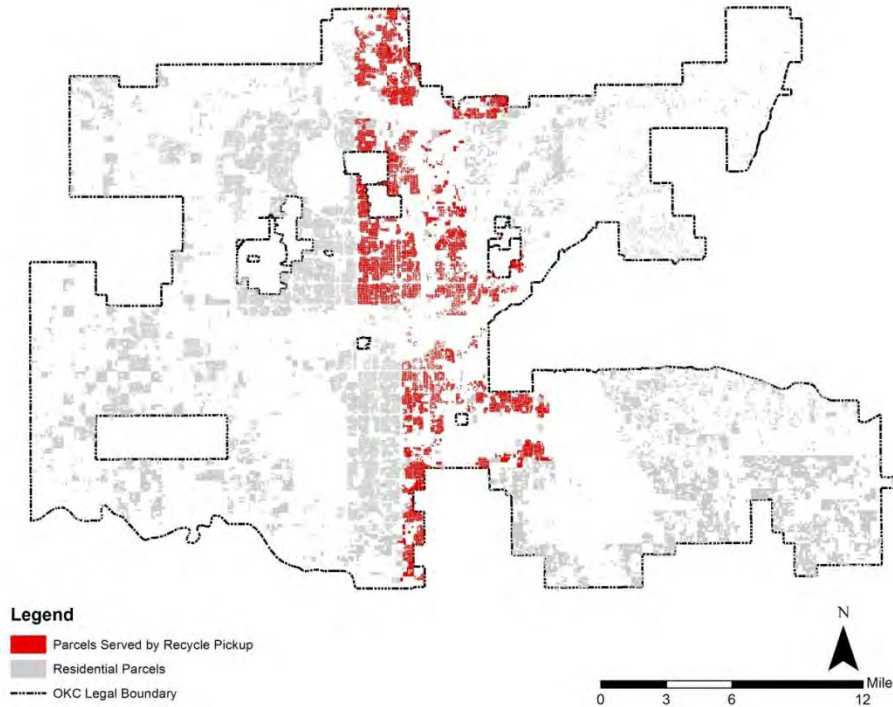 Legend
Parcels Served by Recycle Pickup
Residential Parcels
OKC Legal Boundary
N
Mile
0 3 6 12